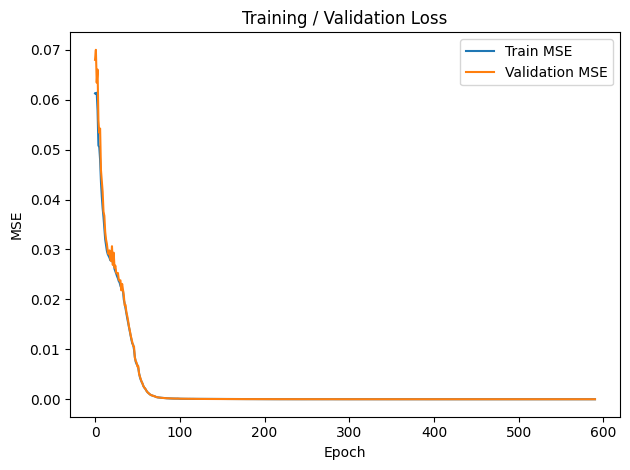 Training / Validation Loss
Train MSE
Validation MSE
0.07
0.06
0.05
0.04
0.03
0.02
0.01
0.00
MSE
0 100 200 300 400 500 600
Epoch